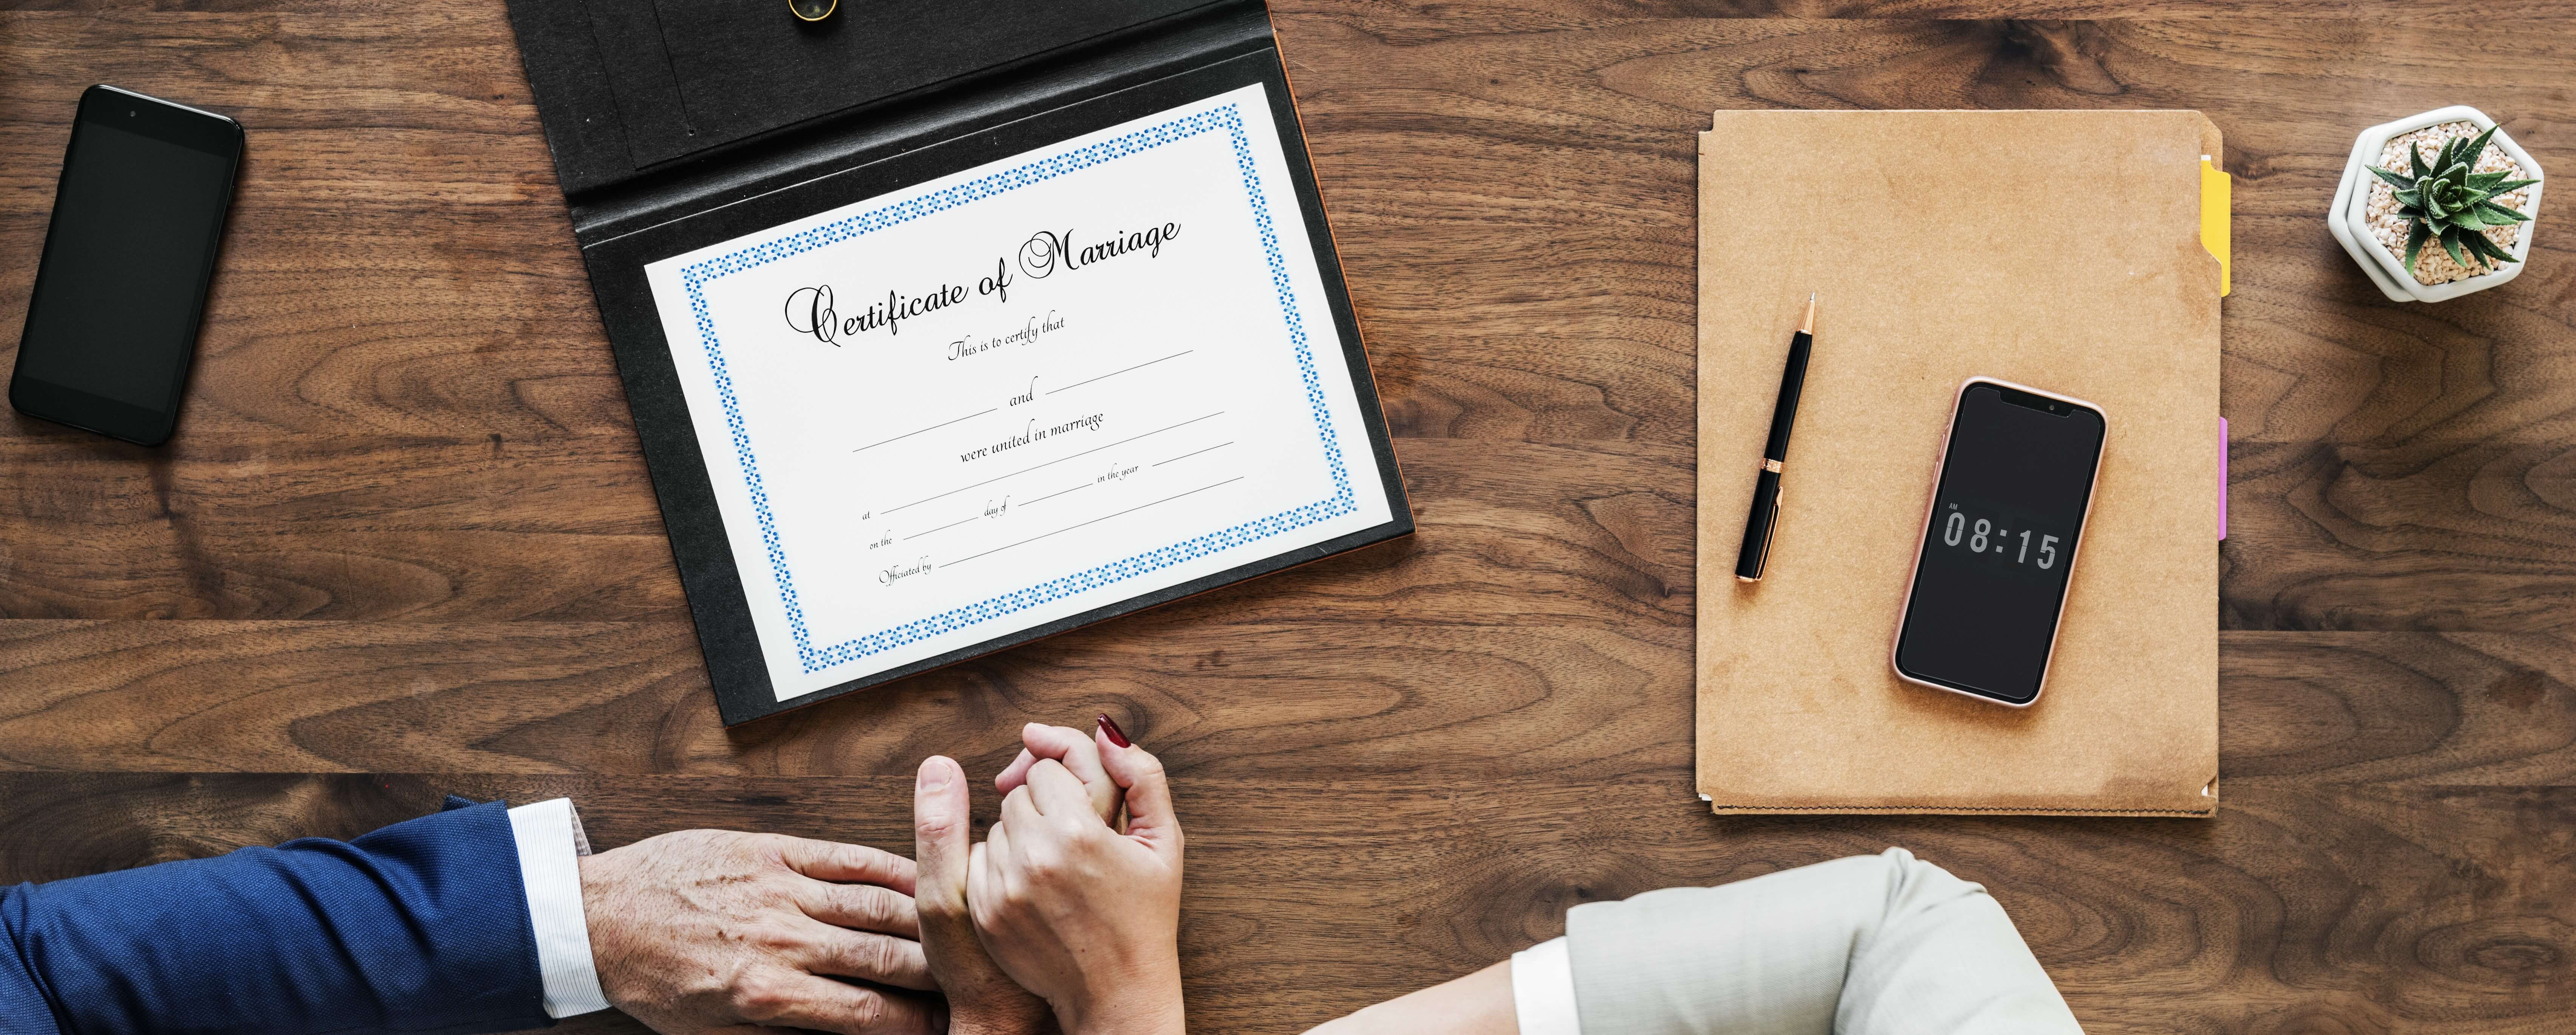 Certificate of Marriage
This is to certify that
and
were united in marriage
at
on the day of in the year
Officiated by
AM
08:15